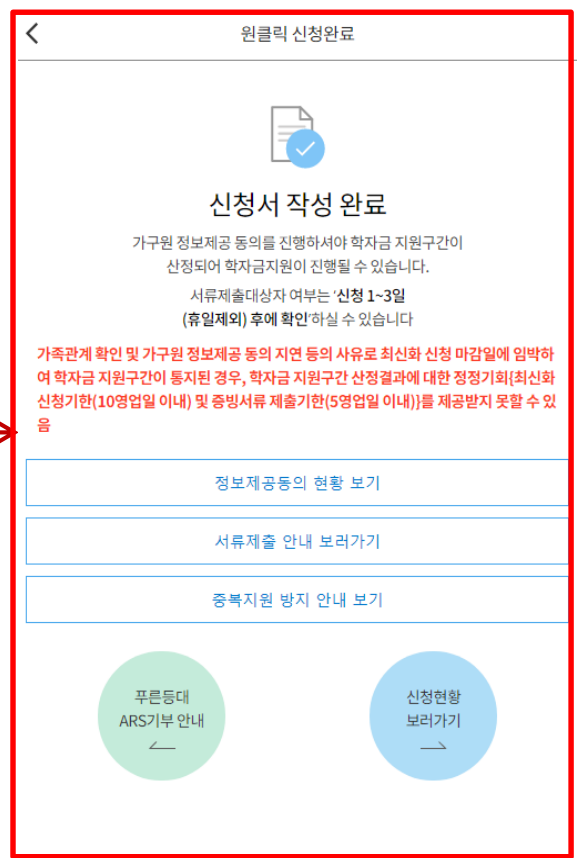 원클릭 신청완료
신청서 작성 완료
가구원 정보제공 동의를 진행하셔야 학자금 지원구간이
산정되어 학자금지원이 진행될 수 있습니다.
서류제출대상자 여부는 '신청 1~3일
(휴일제외) 후에 확인'하실 수 있습니다
가족관계 확인 및 가구원 정보제공 동의 지연 등의 사유로 최신화 신청 마감일에 임박하
여 학자금 지원구간이 통지된 경우, 학자금 지원구간 산정결과에 대한 정정기회{최신화
신청기한(10영업일 이내) 및 증빙서류 제출기한(5영업일 이내)}를 제공받지 못할 수 있
음
정보제공동의 현황 보기
서류제출 안내 보러가기
중복지원 방지 안내 보기
푸른등대
ARS기부 안내
신청현황
보러가기